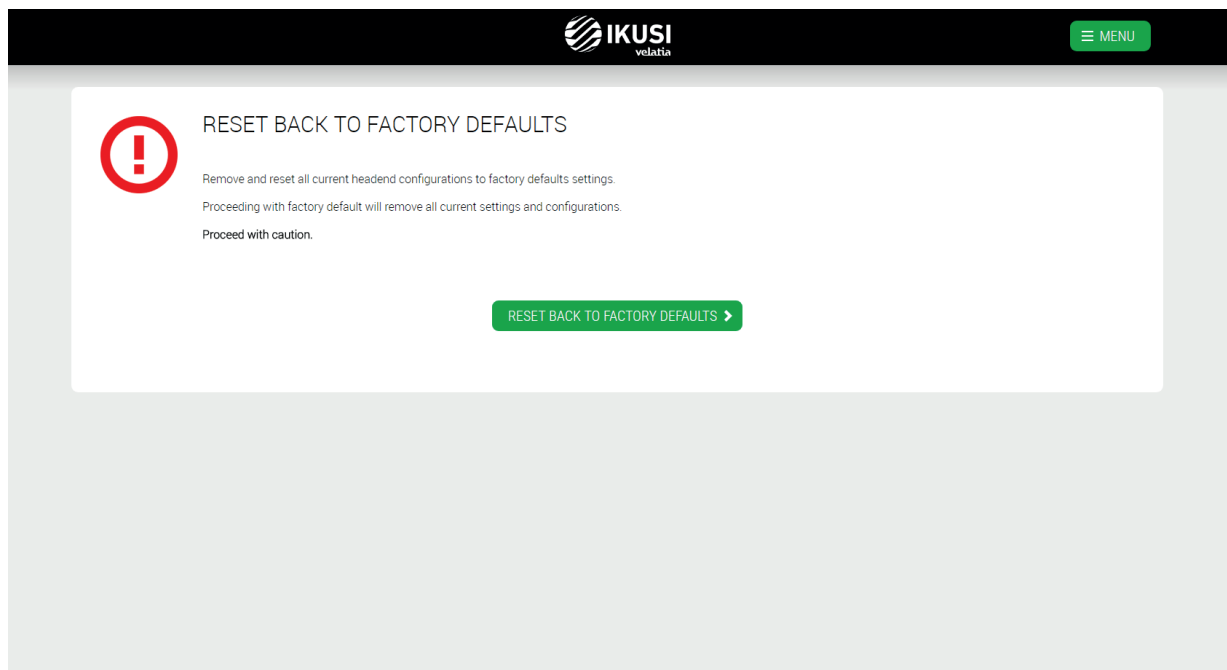 IKUSI
velatia
MENU
RESET BACK TO FACTORY DEFAULTS
Remove and reset all current headend configurations to factory defaults settings.
Proceeding with factory default will remove all current settings and configurations.
Proceed with caution.
RESET BACK TO FACTORY DEFAULTS